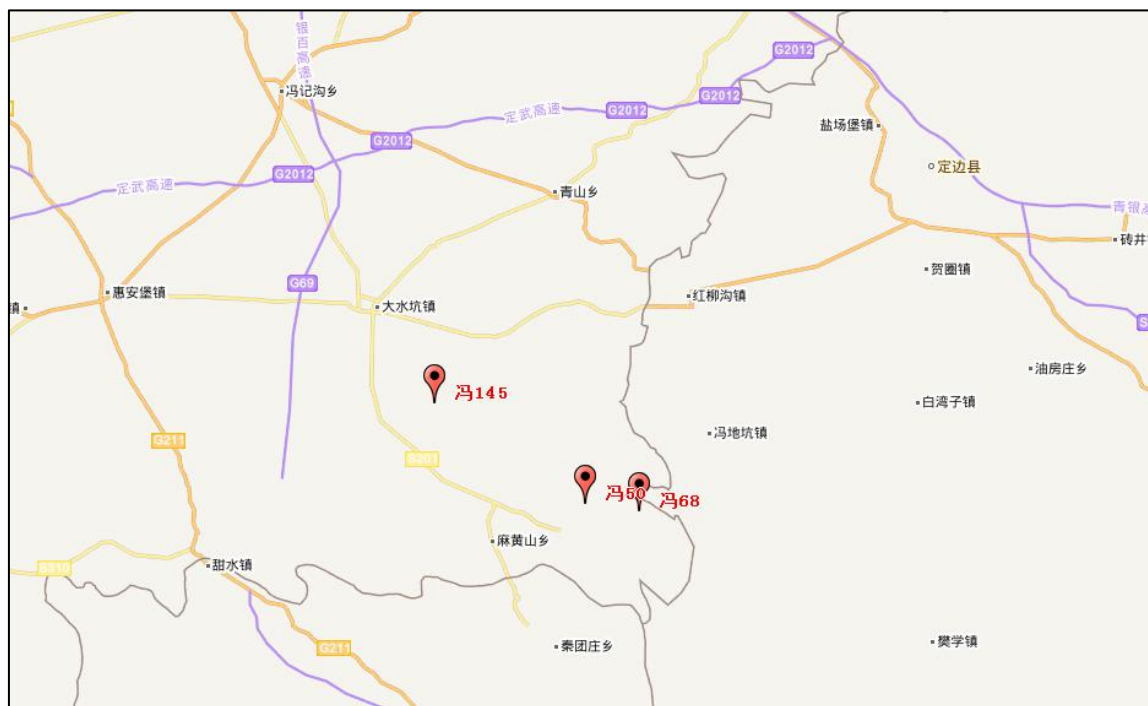 G2012
银百高速
G2012
冯记沟乡
定武高速
G2012
盐场堡镇
G2012
定边县
G2012
定武高速
青山乡
青银高
砖井
贺圈镇
G69
惠安堡镇
红柳沟镇
镇
大水坑镇
S
油房庄乡
冯145
白湾子镇
冯地坑镇
G211
S201
冯50
冯68
麻黄山乡
甜水镇
S310
G211
秦团庄乡
樊学镇